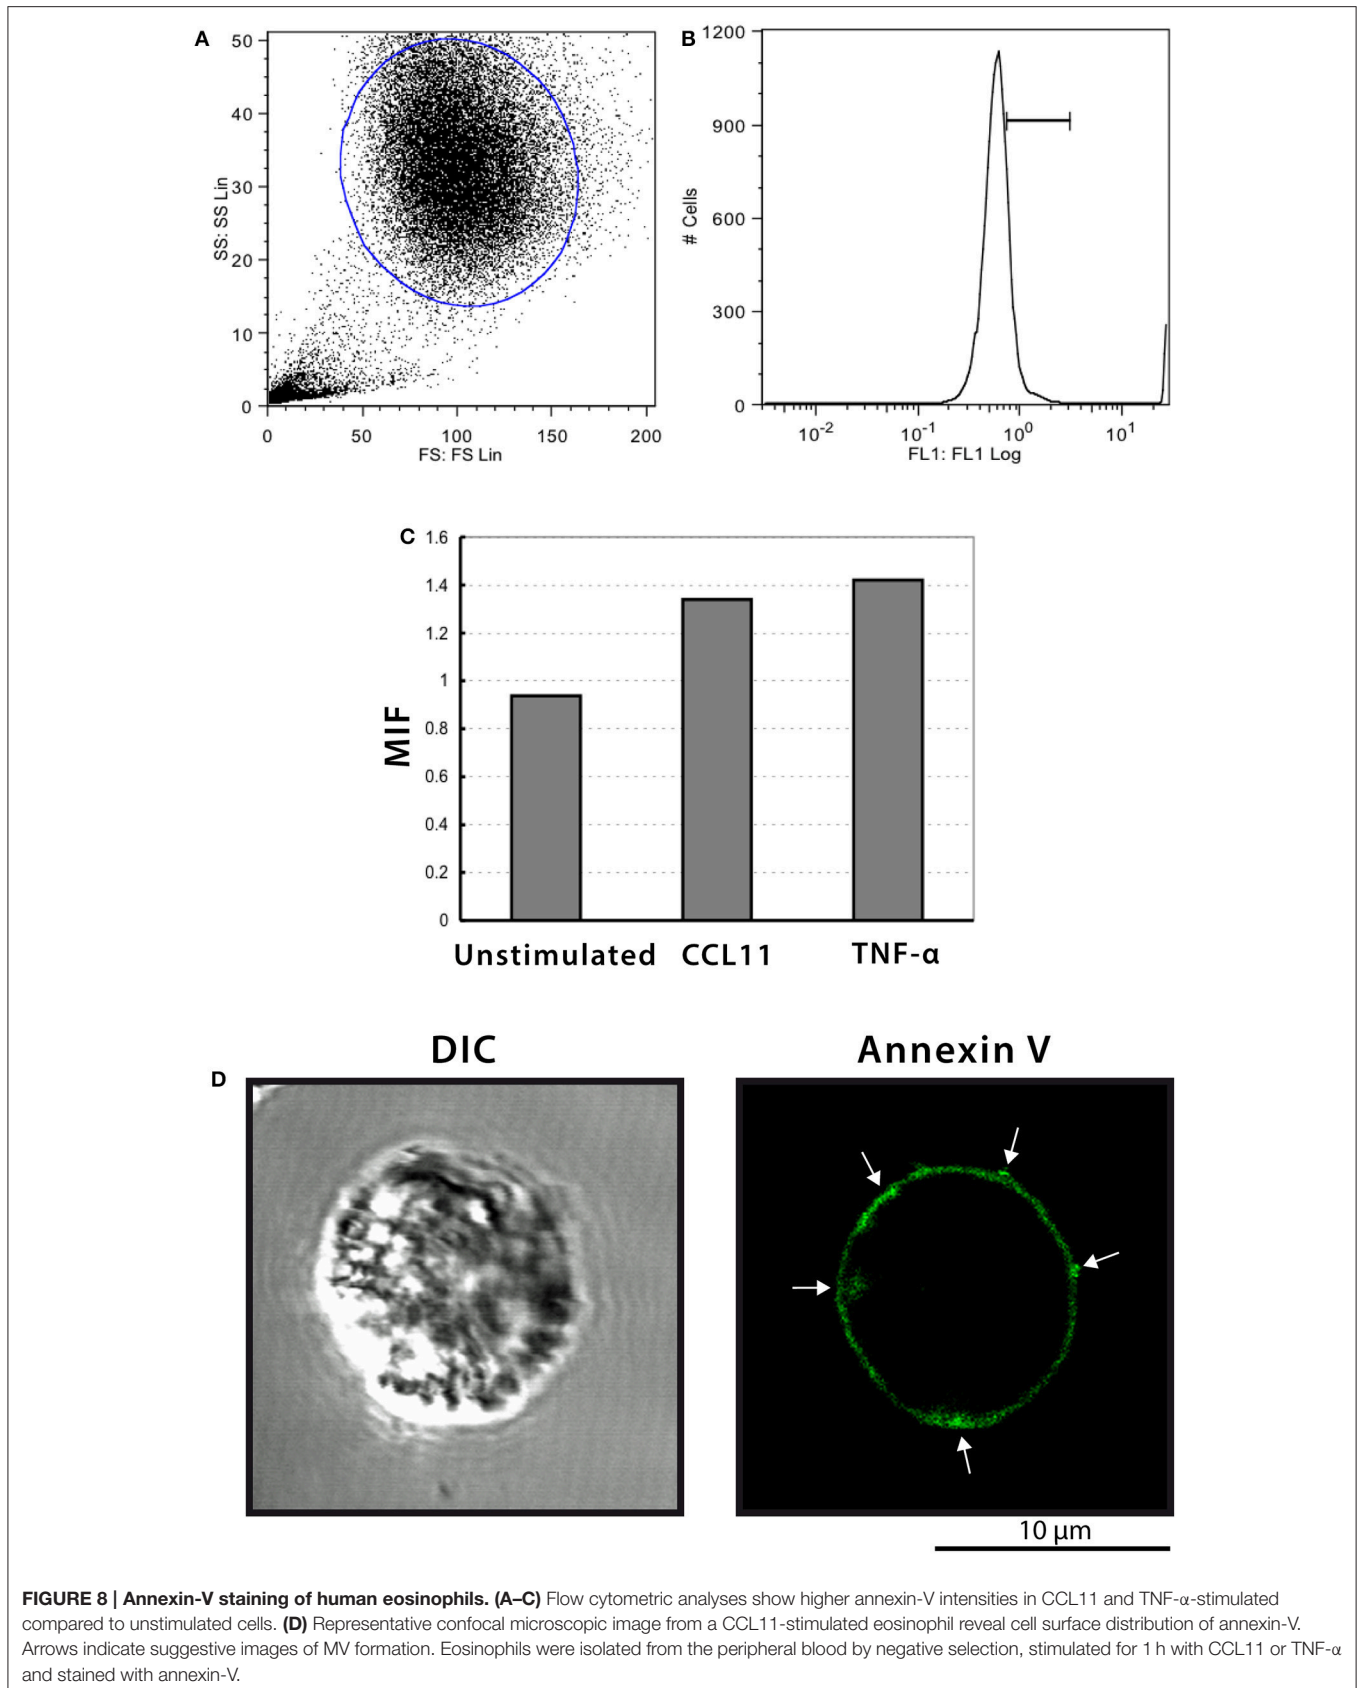 A
50
40
30
20
10
0
SS: SS Lin
0 50 100 150 200
FS: FS Lin
B
1200
900
600
300
0
# Cells
10-2 10-1 100 101
FL1: FL1 Log
C
1.6
1.4
1.2
1
0.8
0.6
0.4
0.2
0
MIF
Unstimulated CCL11 TNF-α
D
DIC Annexin V
10 μm
FIGURE 8 | Annexin-V staining of human eosinophils. (A–C) Flow cytometric analyses show higher annexin-V intensities in CCL11 and TNF-α-stimulated
compared to unstimulated cells. (D) Representative confocal microscopic image from a CCL11-stimulated eosinophil reveal cell surface distribution of annexin-V.
Arrows indicate suggestive images of MV formation. Eosinophils were isolated from the peripheral blood by negative selection, stimulated for 1 h with CCL11 or TNF-α
and stained with annexin-V.